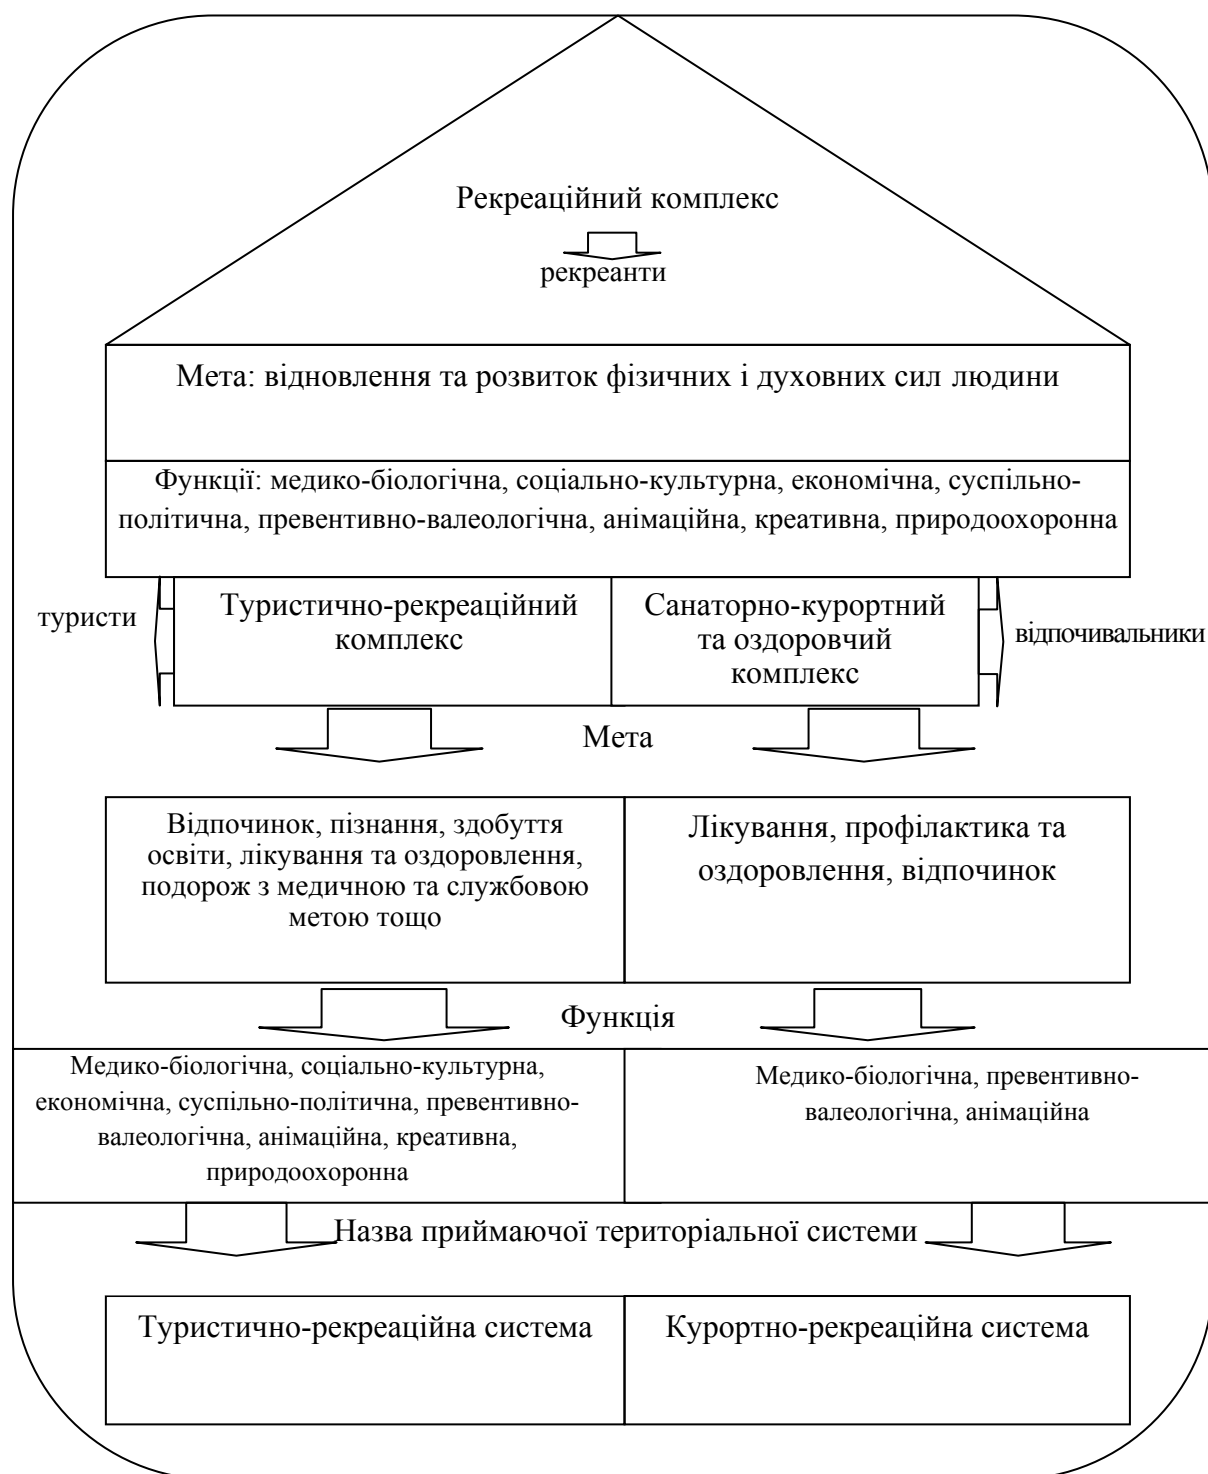 Рекреаційний комплекс
рекреанти
Мета: відновлення та розвиток фізичних і духовних сил людини
Функції: медико-біологічна, соціально-культурна, економічна, суспільно-
політична, превентивно-валеологічна, анімаційна, креативна, природоохоронна
туристи
Туристично-рекреаційний
комплекс
Санаторно-курортний
та оздоровчий
комплекс
відпочивальники
Мета
Відпочинок, пізнання, здобуття
освіти, лікування та оздоровлення,
подорож з медичною та службовою
метою тощо
Лікування, профілактика та
оздоровлення, відпочинок
Функція
Медико-біологічна, соціально-культурна,
економічна, суспільно-політична, превентивно-
валеологічна, анімаційна, креативна,
природоохоронна
Медико-біологічна, превентивно-
валеологічна, анімаційна
Назва приймаючої територіальної системи
Туристично-рекреаційна система
Курортно-рекреаційна система